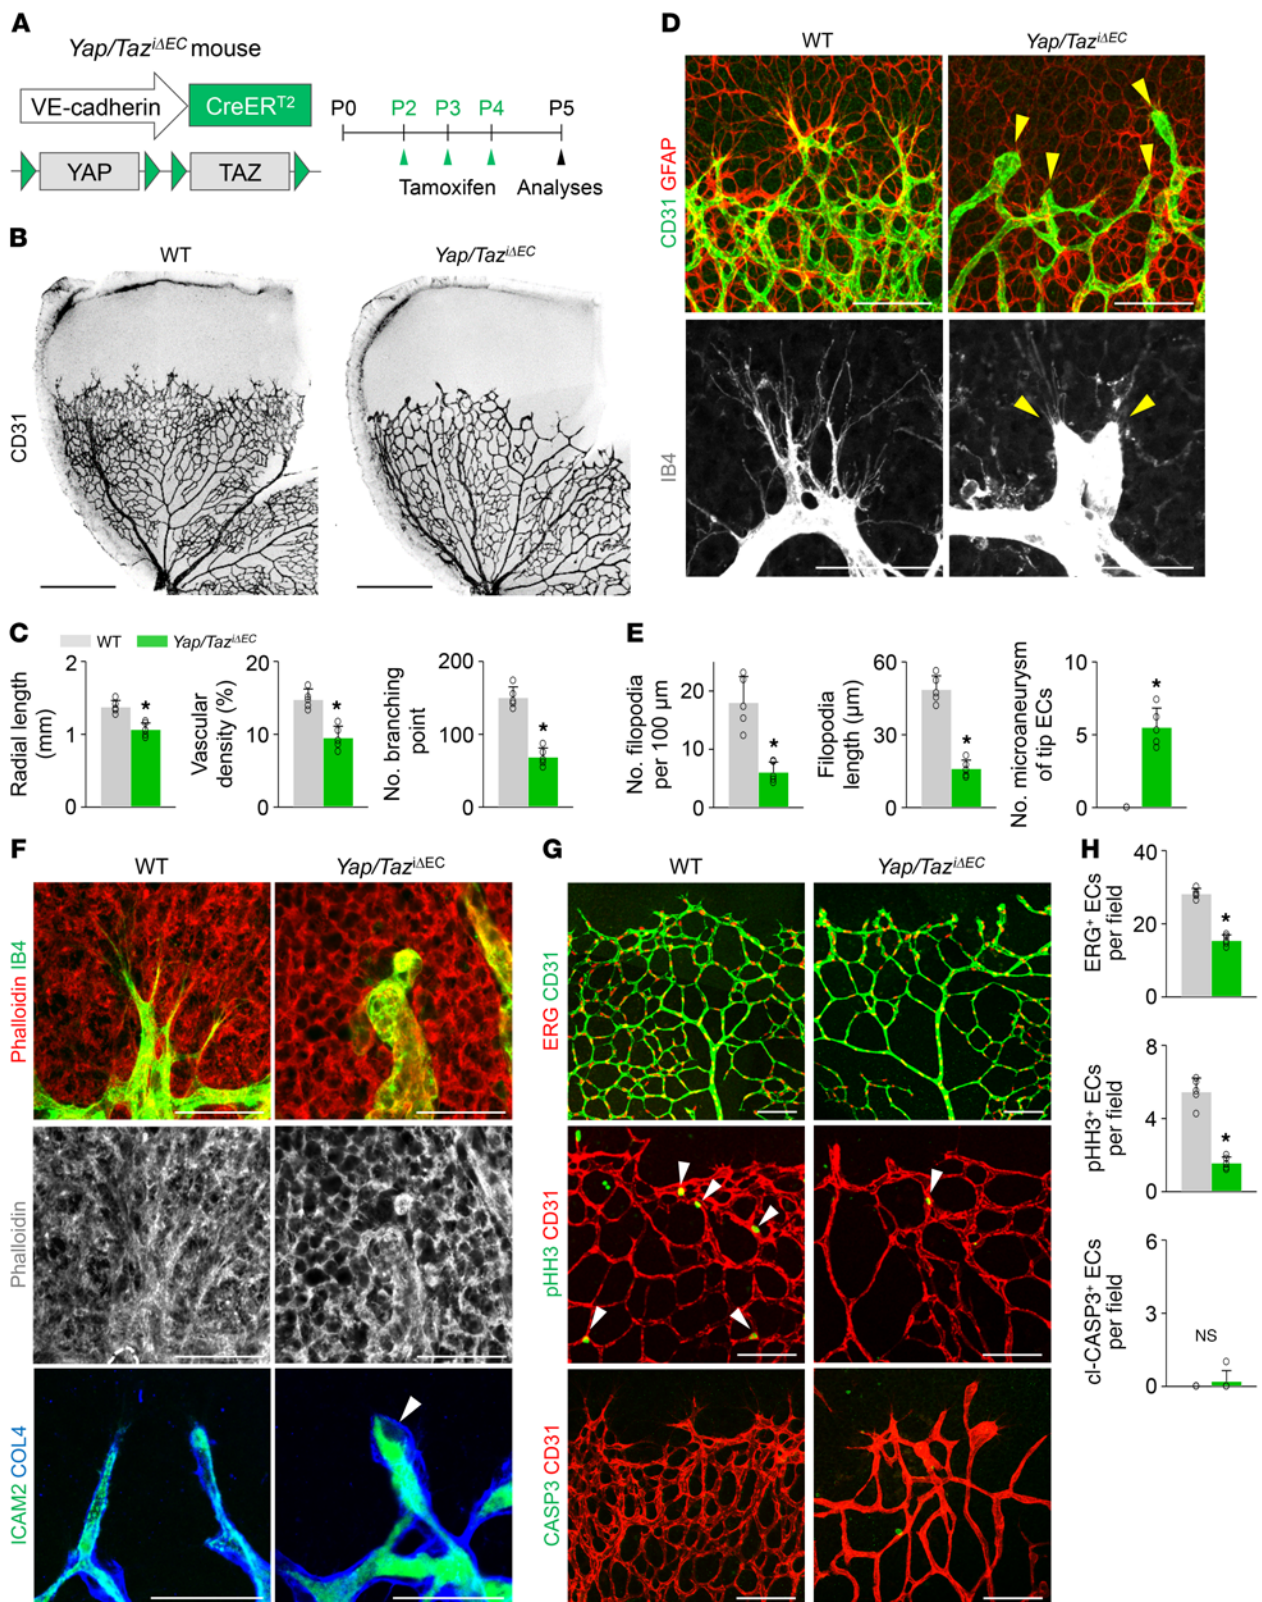 A
Yap/Taz^iΔEC mouse
VE-cadherin
CreER^T2
YAP
TAZ
P0
P2
P3
P4
P5
Tamoxifen
Analyses
B
WT
Yap/Taz^iΔEC
CD31
C
WT
Yap/Taz^iΔEC
Radial length
(mm)
2
1
0
Vascular
density (%)
20
10
0
*
*
No. branching
point
200
100
0
*
D
WT
Yap/Taz^iΔEC
CD31 GFAP
IB4
E
No. filopodia
per 100 µm
20
10
0
*
Filopodia
length (µm)
60
30
0
*
No. microaneurysm
of tip ECs
10
5
0
*
F
WT
Yap/Taz^iΔEC
Phalloidin IB4
Phalloidin
ICAM2 COL4
G
WT
Yap/Taz^iΔEC
ERG CD31
pHH3 CD31
CASP3 CD31
H
ERG⁺ ECs
per field
40
20
0
*
pHH3⁺ ECs
per field
8
4
0
*
cl-CASP3⁺ ECs
per field
6
3
0
NS